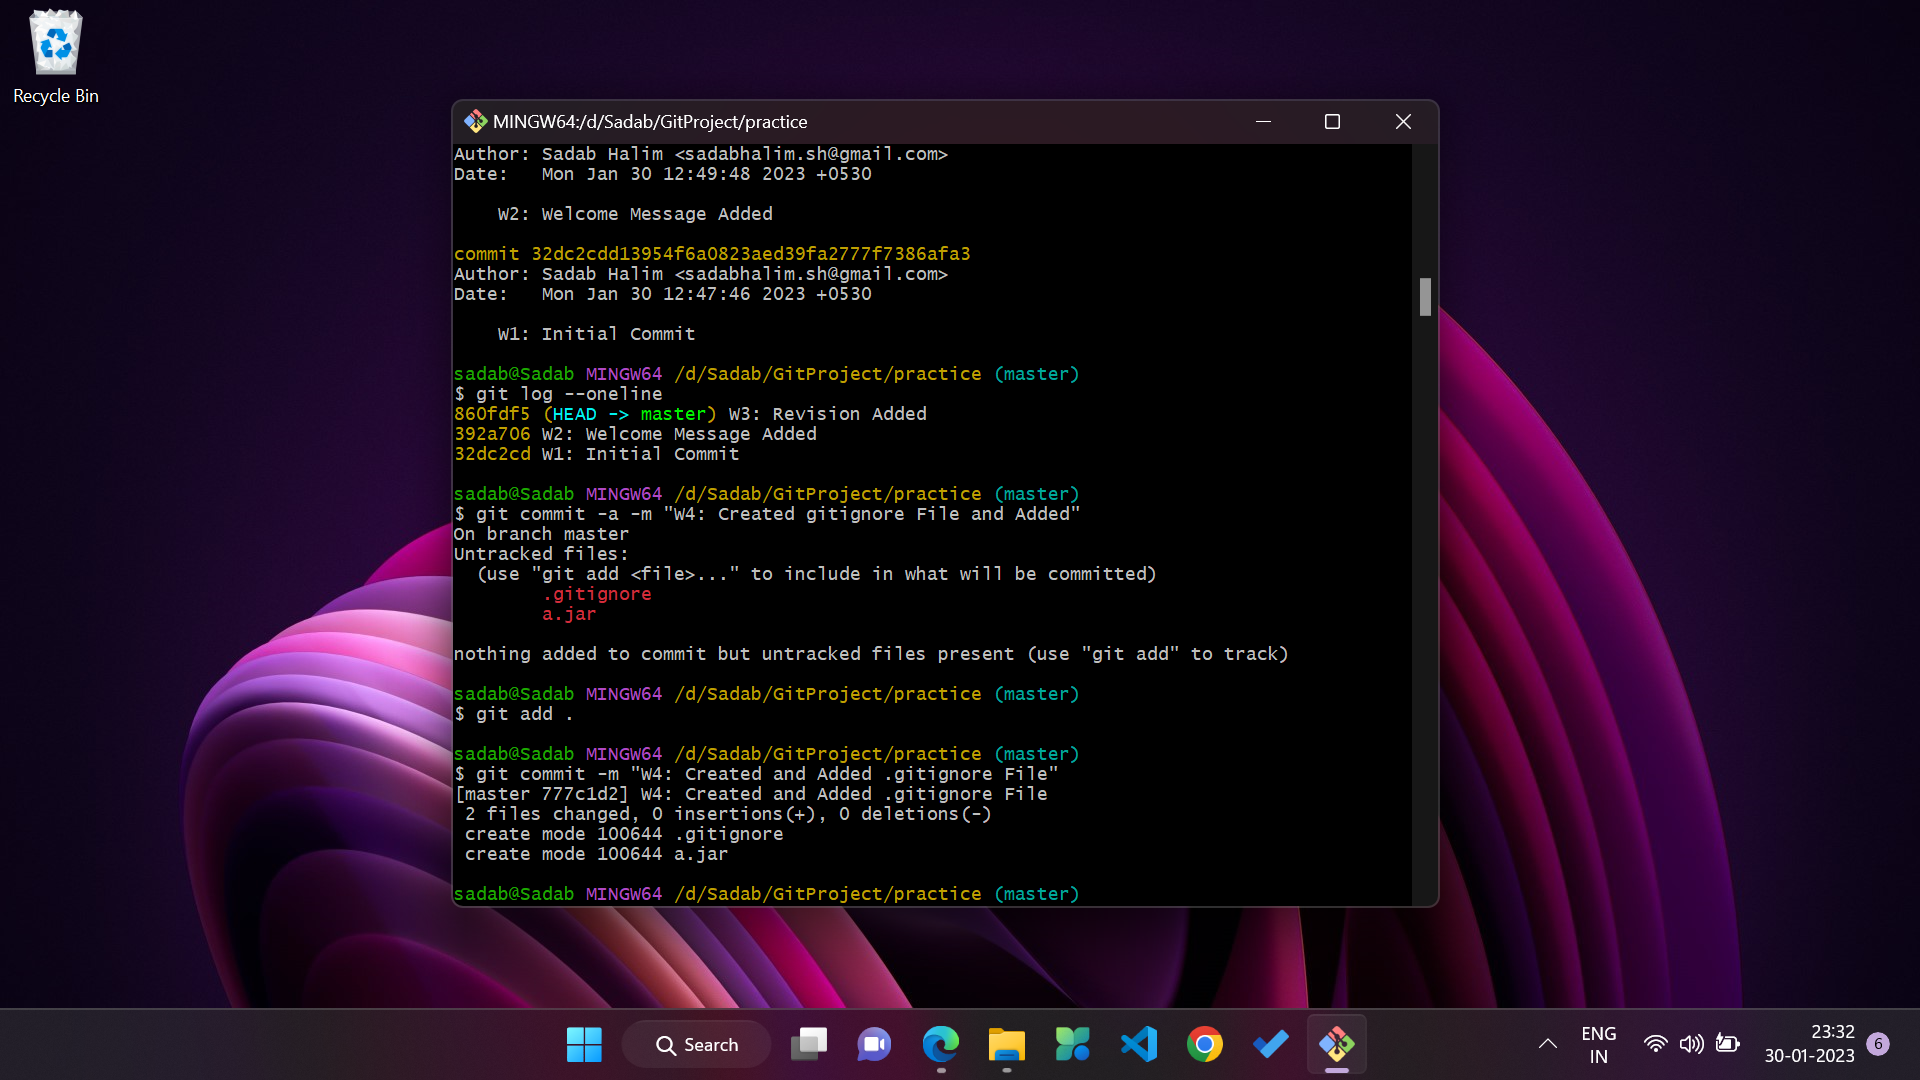 Recycle Bin
MINGW64:/d/Sadab/GitProject/practice
Author: Sadab Halim <sadabhalim.sh@gmail.com>
Date:   Mon Jan 30 12:49:48 2023 +0530
    W2: Welcome Message Added
commit 32dc2cdd13954f6a0823aed39fa2777f7386afa3
Author: Sadab Halim <sadabhalim.sh@gmail.com>
Date:   Mon Jan 30 12:47:46 2023 +0530
    W1: Initial Commit
sadab@Sadab MINGW64 /d/Sadab/GitProject/practice (master)
$ git log --oneline
860fdf5 (HEAD -> master) W3: Revision Added
392a706 W2: Welcome Message Added
32dc2cd W1: Initial Commit
sadab@Sadab MINGW64 /d/Sadab/GitProject/practice (master)
$ git commit -a -m "W4: Created gitignore File and Added"
On branch master
Untracked files:
  (use "git add <file>..." to include in what will be committed)
        .gitignore
        a.jar
nothing added to commit but untracked files present (use "git add" to track)
sadab@Sadab MINGW64 /d/Sadab/GitProject/practice (master)
$ git add .
sadab@Sadab MINGW64 /d/Sadab/GitProject/practice (master)
$ git commit -m "W4: Created and Added .gitignore File"
[master 777c1d2] W4: Created and Added .gitignore File
 2 files changed, 0 insertions(+), 0 deletions(-)
 create mode 100644 .gitignore
 create mode 100644 a.jar
sadab@Sadab MINGW64 /d/Sadab/GitProject/practice (master)
Search
ENG
IN
23:32
30-01-2023
6